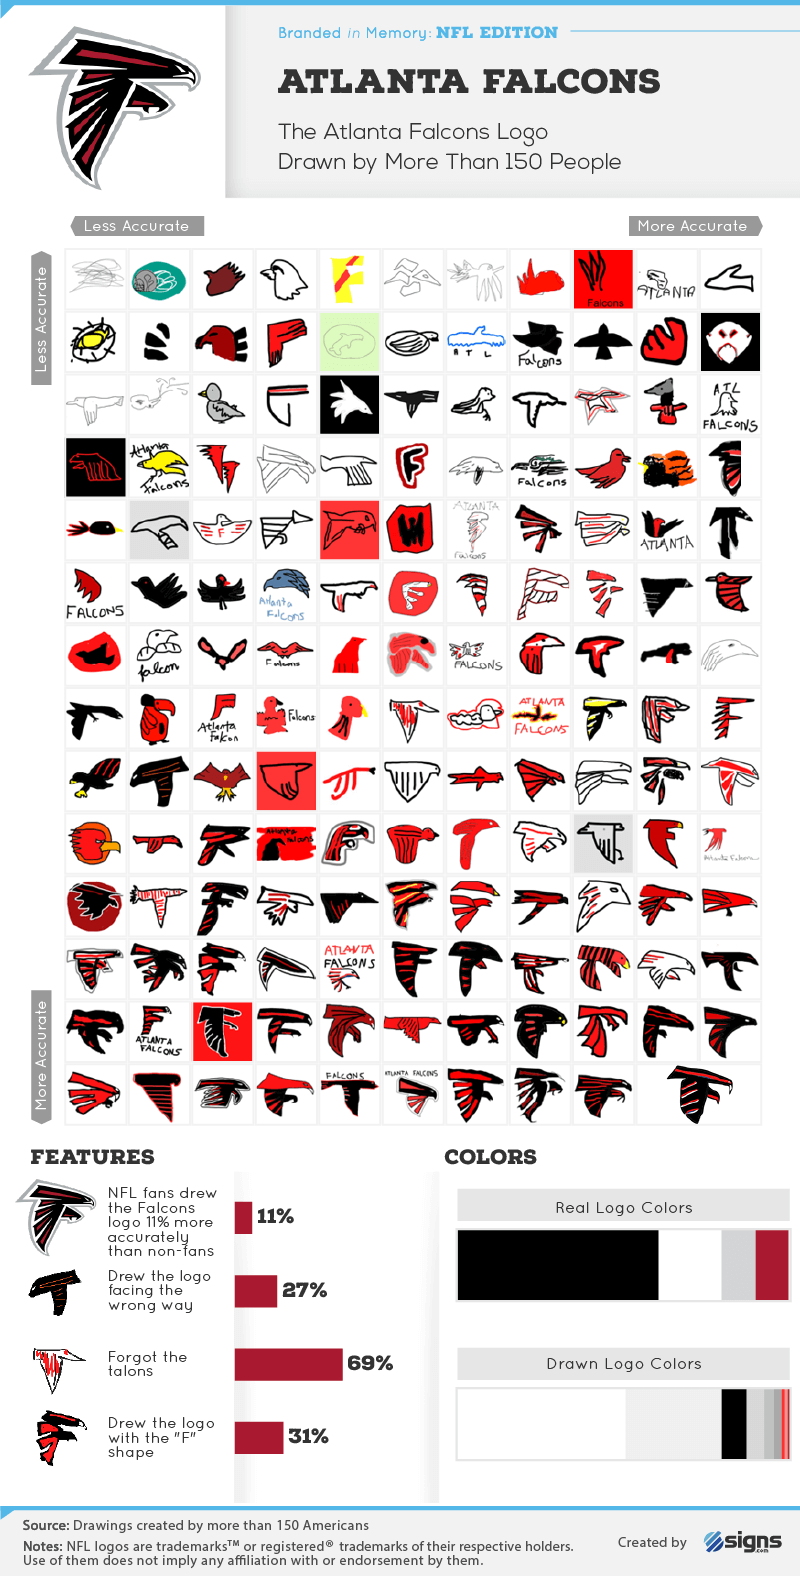 Branded in Memory: NFL EDITION
ATLANTA FALCONS
The Atlanta Falcons Logo
Drawn by More Than 150 People
Less Accurate
More Accurate
Less Accurate
F
Falcons
ATLANTA
ATL
Falcons
ATL
FALCONS
Atlanta
Falcons
F
Falcons
F
W
ATLANTA
Falcons
ATLANTA
FALCONS
Atlanta
Falcons
falcon
Falcons
FALCONS
Atlanta
Falcon
Falcons
ATLANTA
FALCONS
Atlanta
Falcons
Atlanta Falcons
ATLANTA
FALCONS
More Accurate
ATLANTA
FALCONS
FALCONS
ATLANTA FALCONS
FEATURES
NFL fans drew
the Falcons
logo 11% more
accurately
than non-fans
11%
Drew the logo
facing the
wrong way
27%
Forgot the
talons
69%
Drew the logo
with the "F"
shape
31%
COLORS
Real Logo Colors
Drawn Logo Colors
Source: Drawings created by more than 150 Americans
Notes: NFL logos are trademarks™ or registered® trademarks of their respective holders.
Use of them does not imply any affiliation with or endorsement by them.
Created by
signs
.com